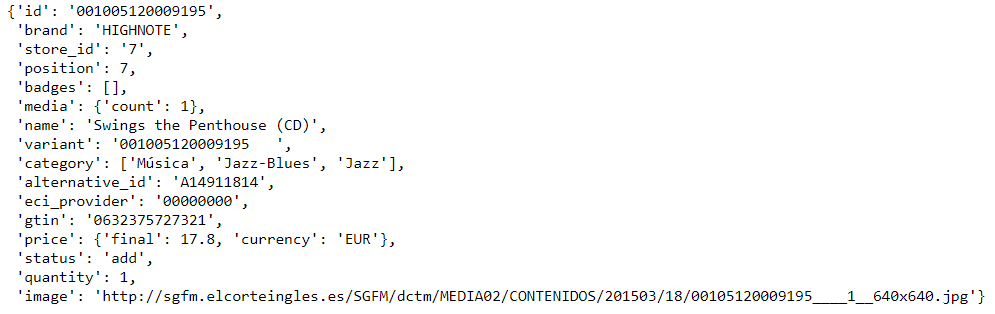 {'id': '001005120009195',
'brand': 'HIGHNOTE',
'store_id': '7',
'position': 7,
'badges': [],
'media': {'count': 1},
'name': 'Swings the Penthouse (CD)',
'variant': '001005120009195   ',
'category': ['Música', 'Jazz-Blues', 'Jazz'],
'alternative_id': 'A14911814',
'eci_provider': '00000000',
'gtin': '0632375727321',
'price': {'final': 17.8, 'currency': 'EUR'},
'status': 'add',
'quantity': 1,
'image': 'http://sgfm.elcorteingles.es/SGFM/dctm/MEDIA02/CONTENIDOS/201503/18/00105120009195____1__640x640.jpg'}